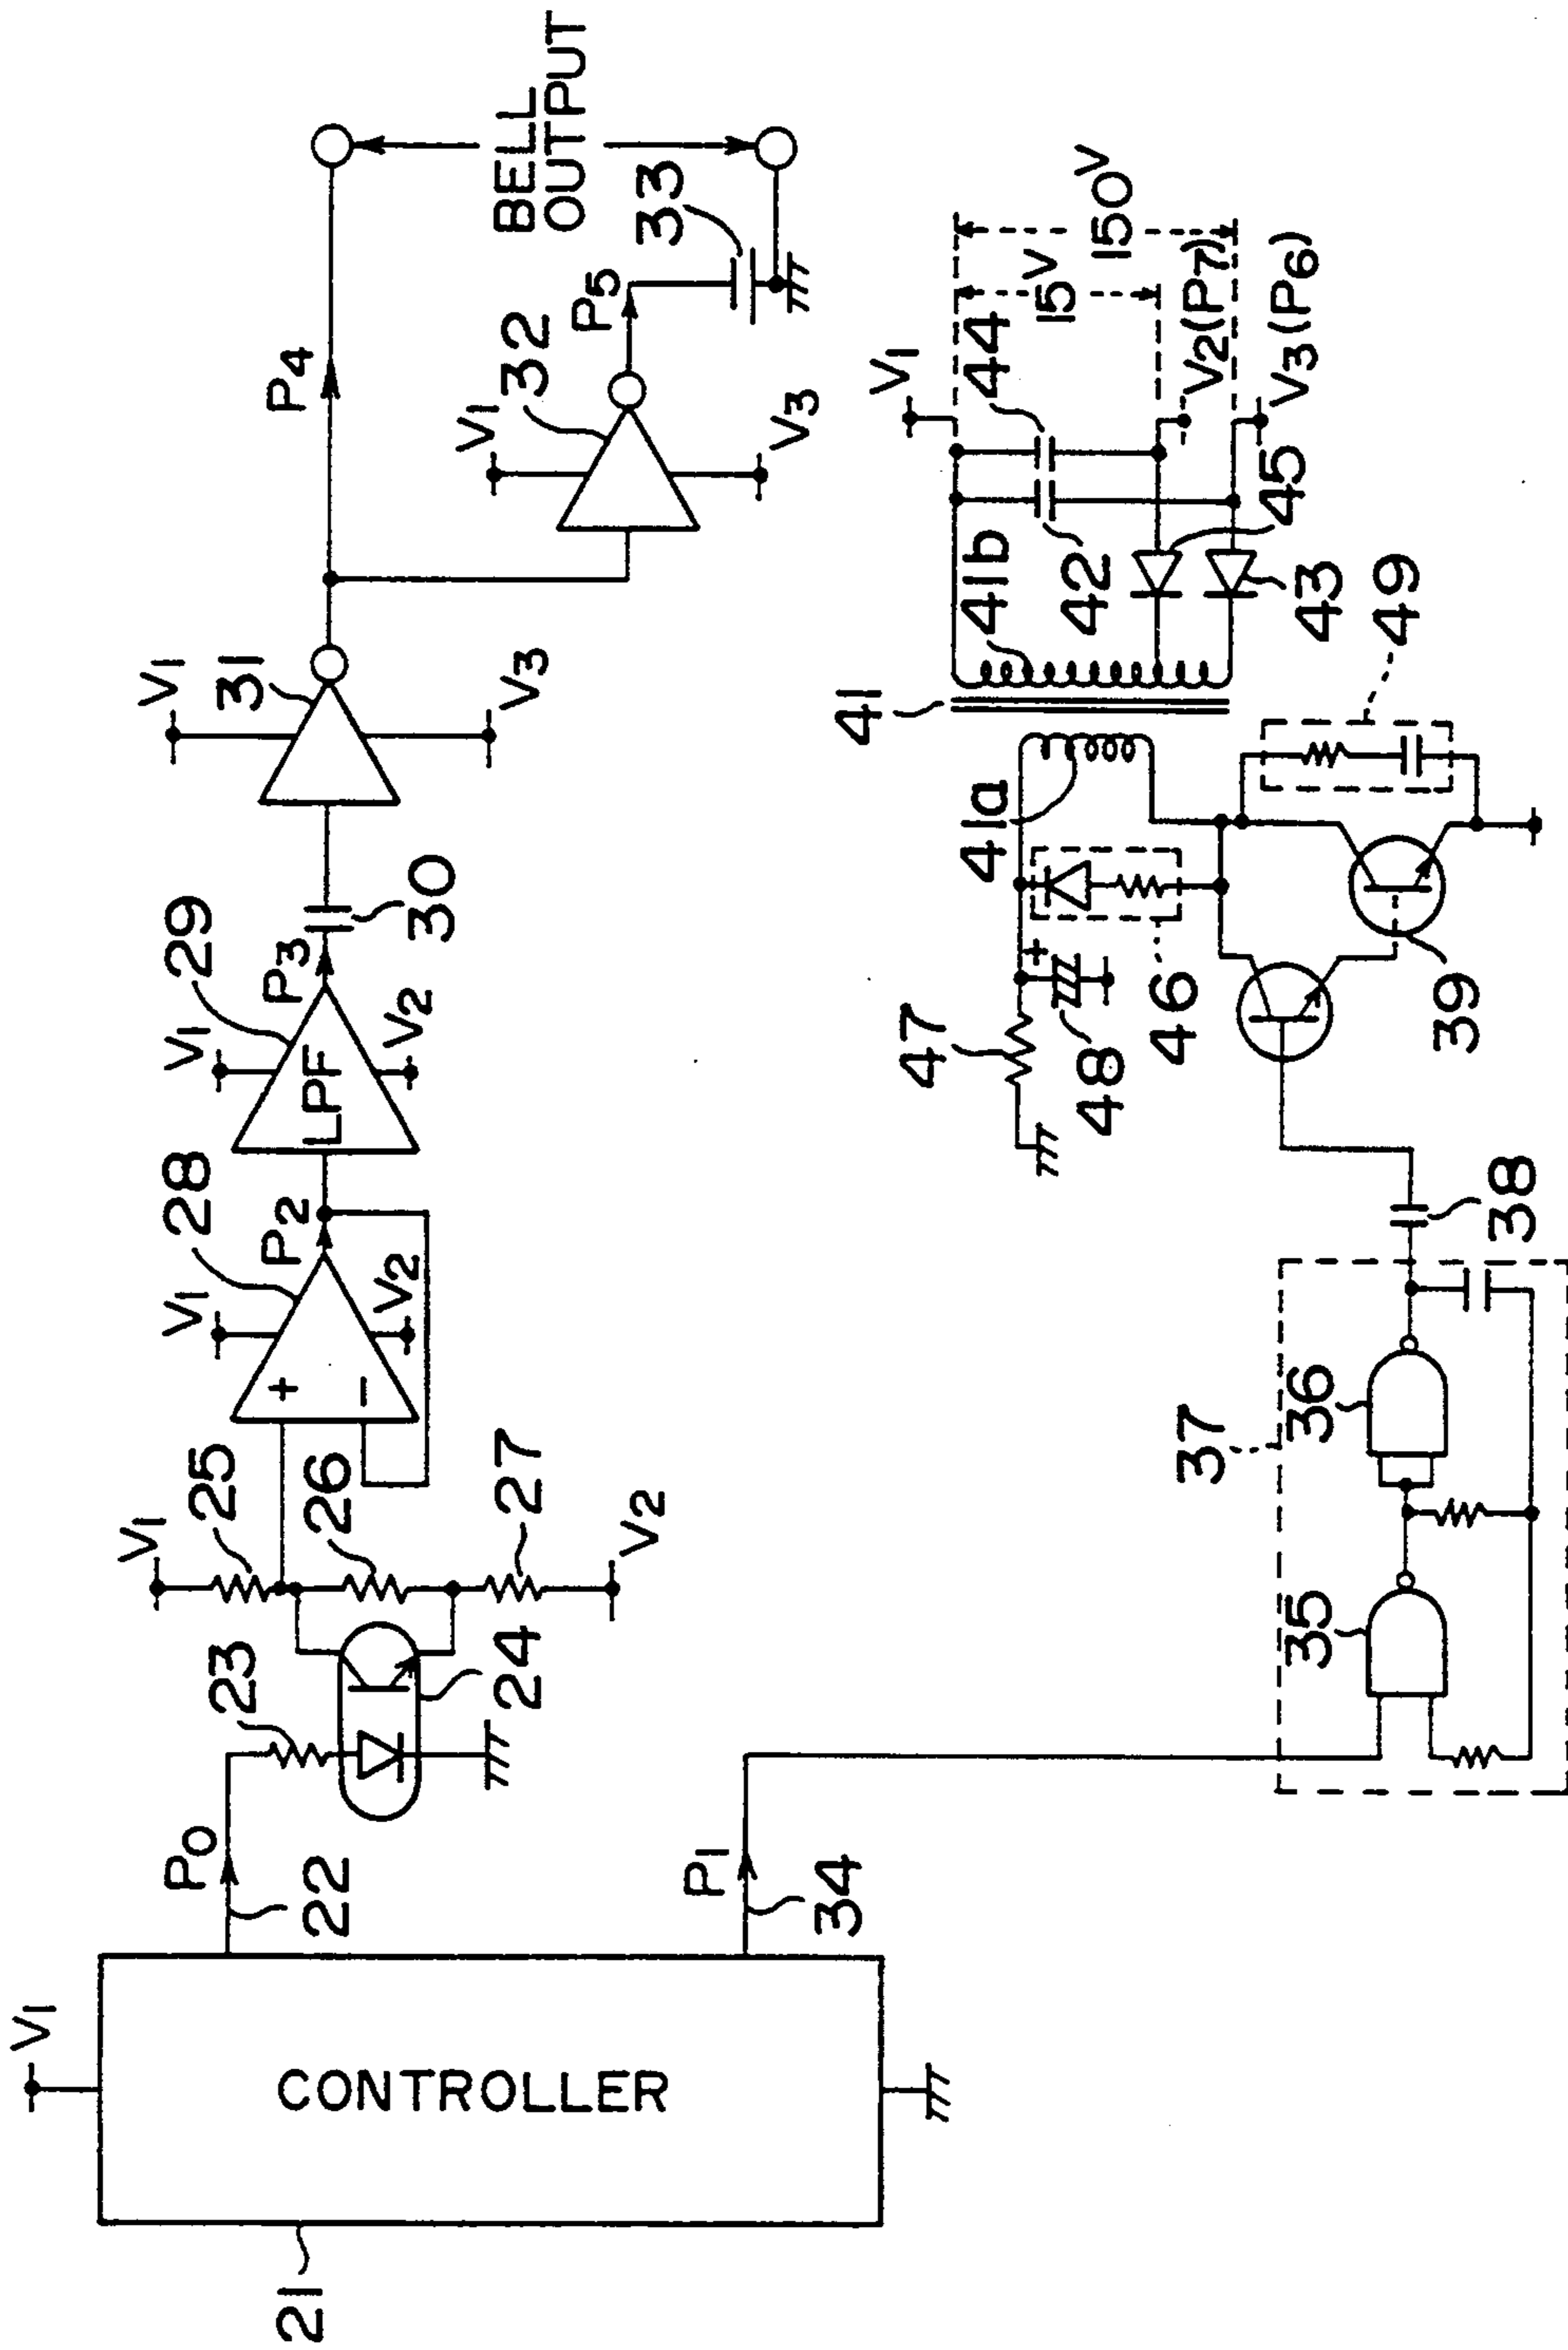 V1
21
CONTROLLER
P0
22
P1
34
23
24
V1
25
26
27
V2
28
V1
+
-
V2
P2
29
V1
LPF
V2
P3
30
V1
31
V3
P4
V1
32
V3
P5
33
BELL
OUTPUT
37
35
36
38
39
47
48
+
46
41a
41
41b
49
42
43
44
45
V1
15V
150V
V2(P7)
V3(P6)